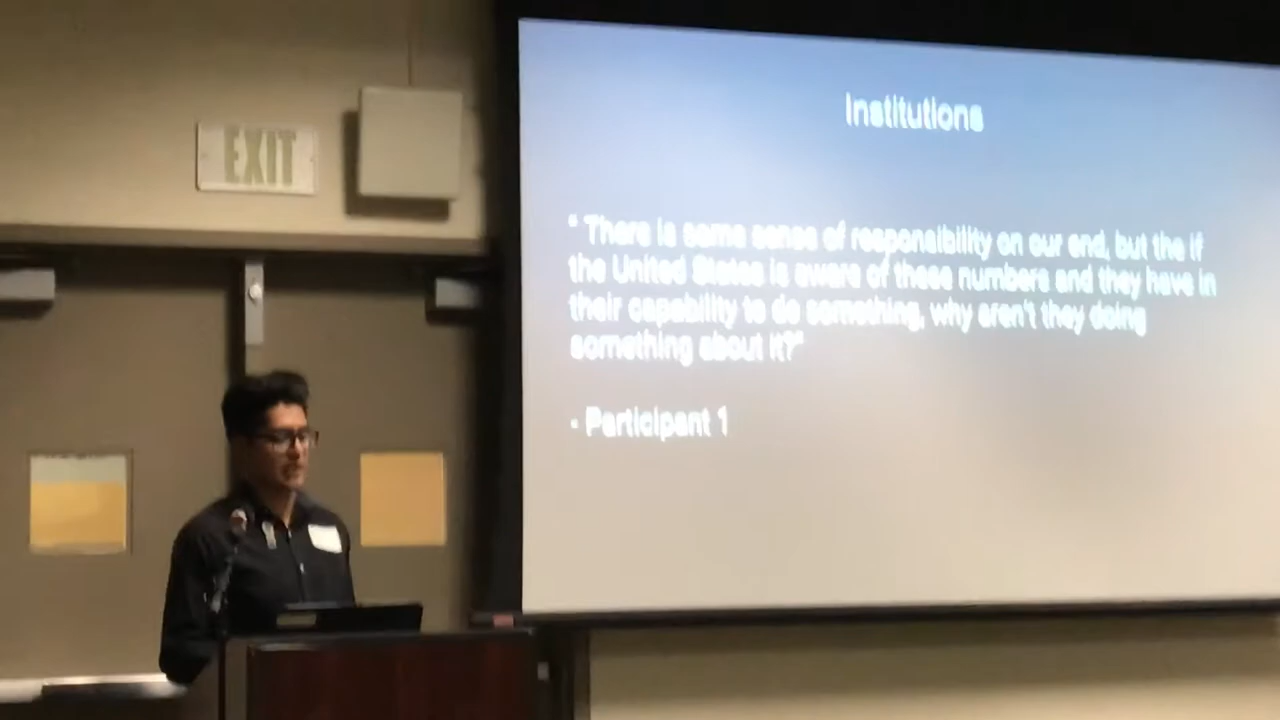 EXIT
Institutions
" There is some sense of responsibility on our end, but the if
the United States is aware of these numbers and they have in
their capability to do something, why aren't they doing
something about it?"
- Participant 1